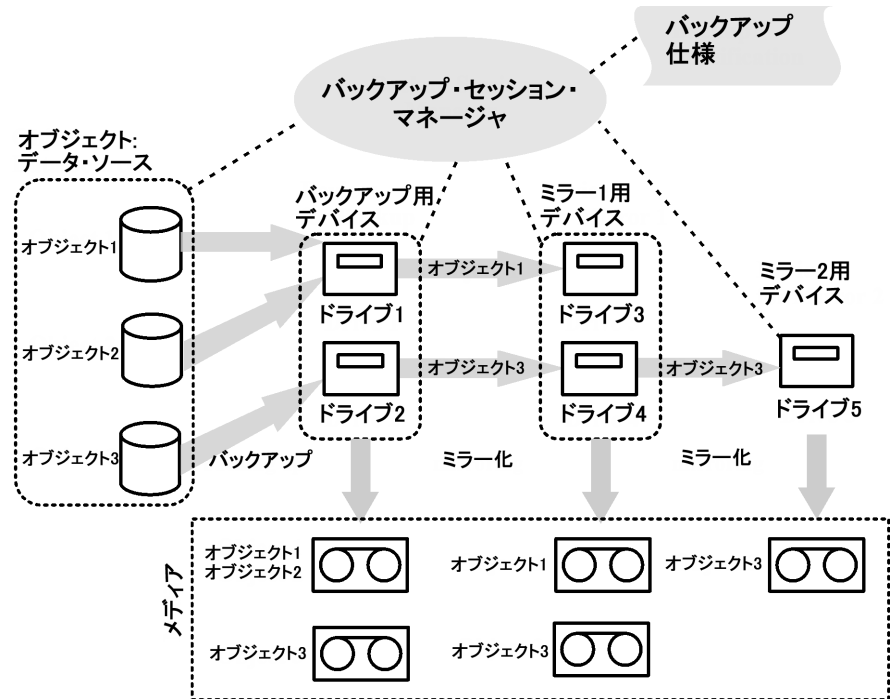 バックアップ
仕様
バックアップ・セッション・
マネージャ
オブジェクト:
データ・ソース
バックアップ用
デバイス
ミラー1用
デバイス
ミラー2用
デバイス
オブジェクト1
オブジェクト1
ドライブ1
ドライブ3
オブジェクト2
オブジェクト3
オブジェクト3
ドライブ2
ドライブ4
ドライブ5
オブジェクト3
バックアップ
ミラー化
ミラー化
メディア
オブジェクト1
オブジェクト2
オブジェクト1
オブジェクト3
オブジェクト3
オブジェクト3